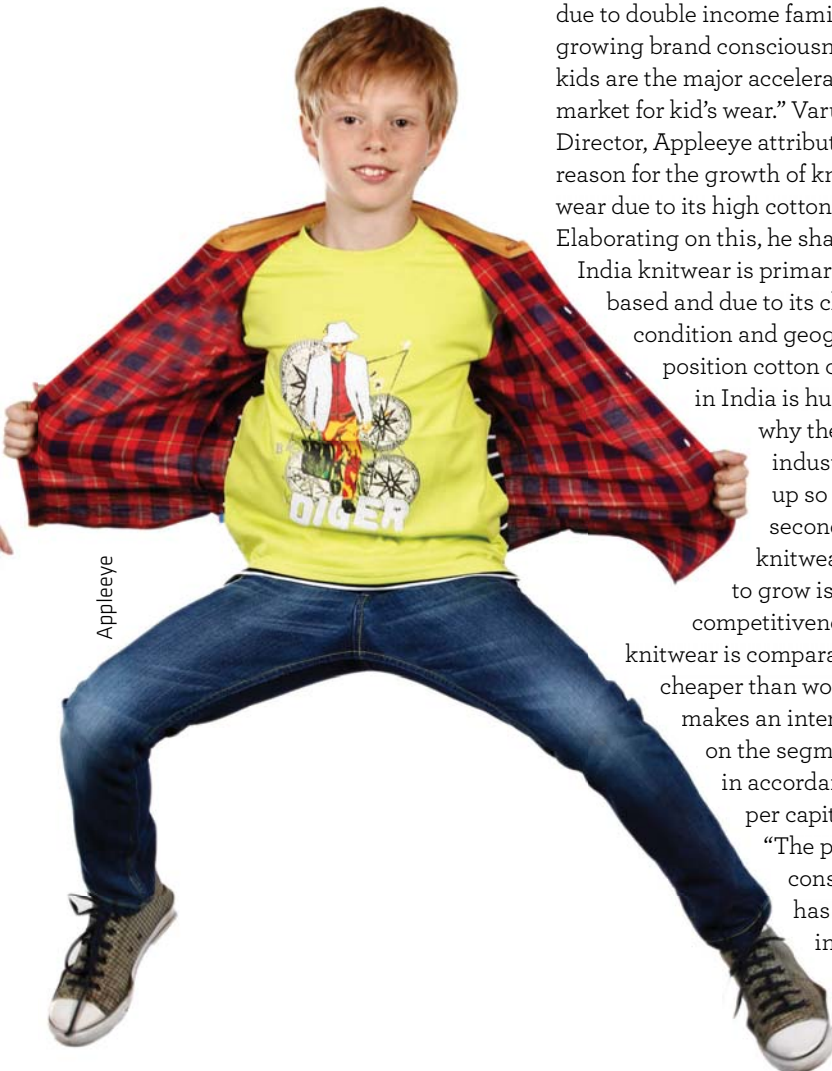 due to double income fami
growing brand consciousn
kids are the major accelera
market for kid’s wear.” Varu
Director, Appleeye attribut
reason for the growth of kn
wear due to its high cotton
Elaborating on this, he sha
India knitwear is primar
based and due to its cl
condition and geog
position cotton c
in India is hu
why the
indust
up so
second
knitwea
to grow is
competitivene
knitwear is compara
cheaper than wo
makes an inter
on the segm
in accordan
per capit
“The p
cons
has
in
Appleeye
DIGER